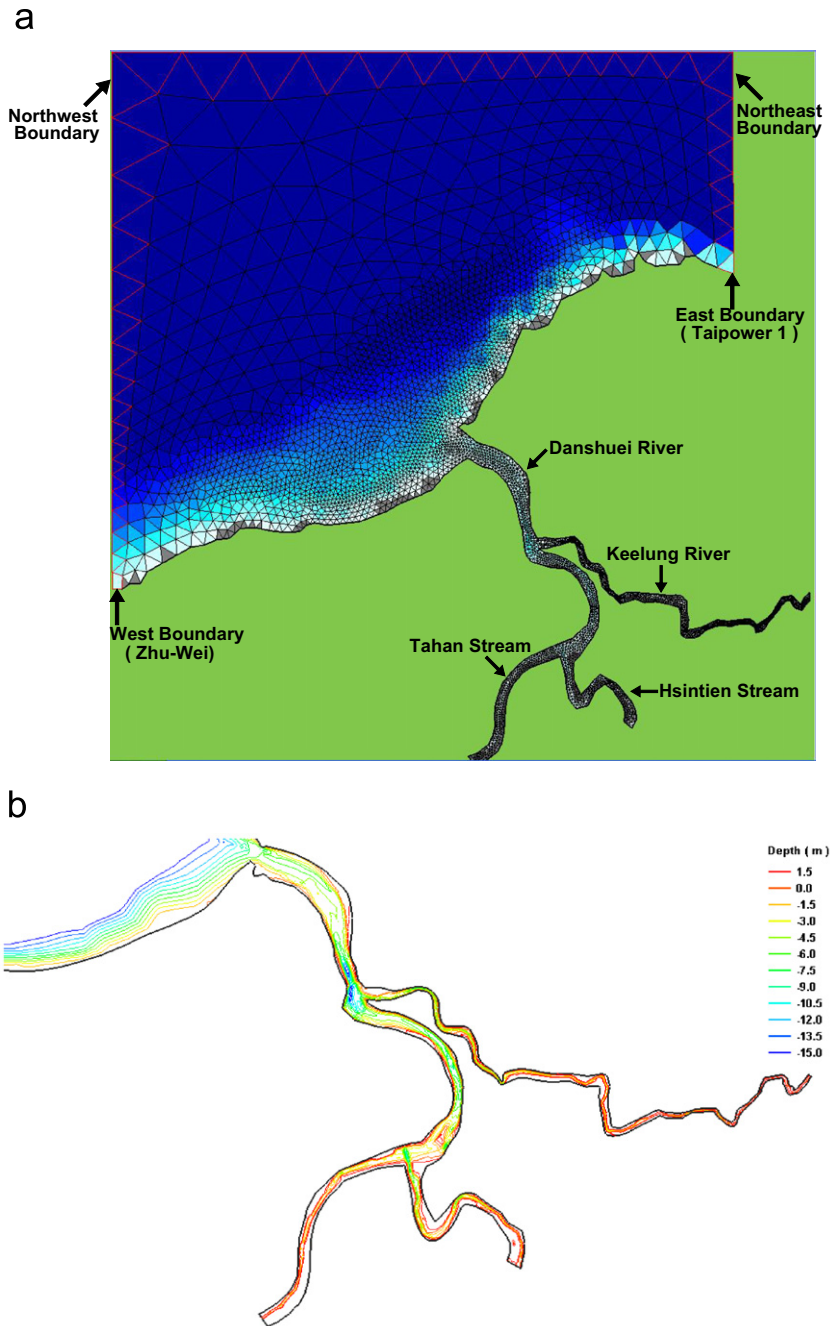 a
Northwest
Boundary
Northeast
Boundary
East Boundary
( Taipower 1 )
Danshuei River
Keelung River
West Boundary
( Zhu-Wei)
Tahan Stream
Hsintien Stream
b
Depth ( m )
1.5
0.0
-1.5
-3.0
-4.5
-6.0
-7.5
-9.0
-10.5
-12.0
-13.5
-15.0